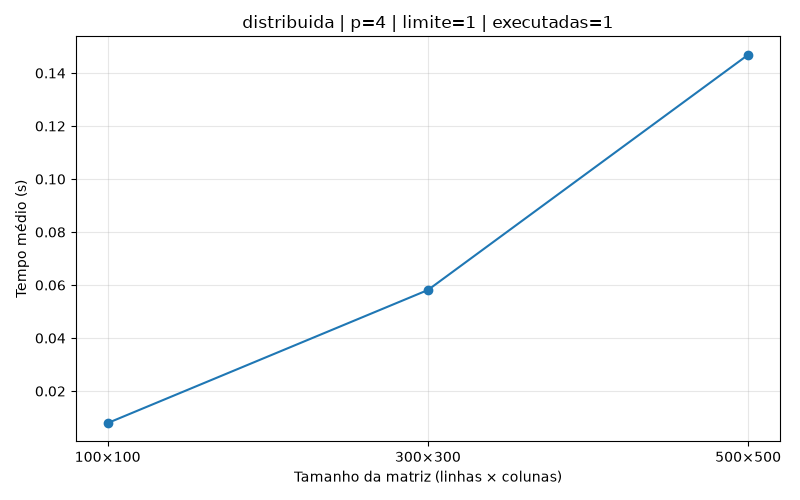 distribuida | p=4 | limite=1 | executadas=1
Tempo médio (s)
0.14
0.12
0.10
0.08
0.06
0.04
0.02
100×100 300×300 500×500
Tamanho da matriz (linhas × colunas)